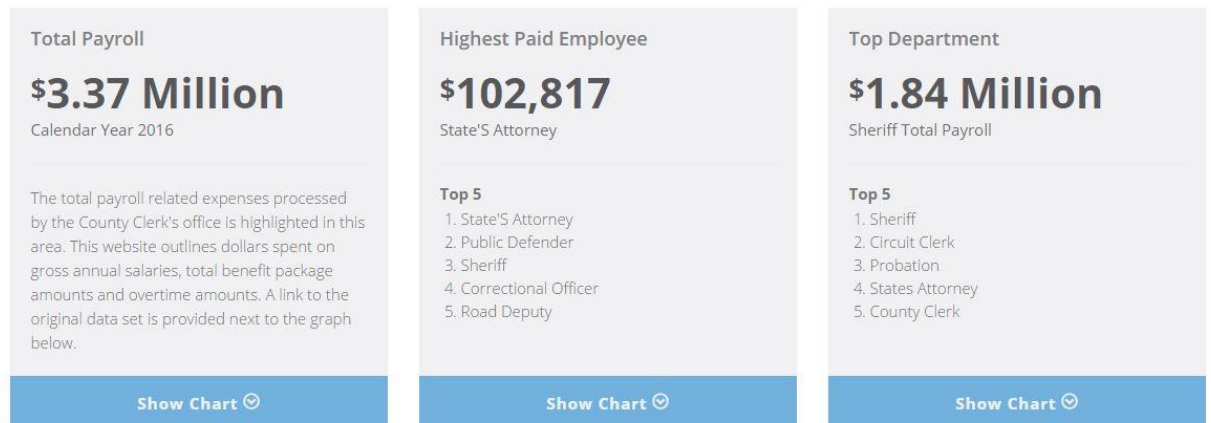 Total Payroll
$3.37 Million
Calendar Year 2016
The total payroll related expenses processed
by the County Clerk's office is highlighted in this
area. This website outlines dollars spent on
gross annual salaries, total benefit package
amounts and overtime amounts. A link to the
original data set is provided next to the graph
below.
Show Chart
Highest Paid Employee
$102,817
State'S Attorney
Top 5
1. State'S Attorney
2. Public Defender
3. Sheriff
4. Correctional Officer
5. Road Deputy
Show Chart
Top Department
$1.84 Million
Sheriff Total Payroll
Top 5
1. Sheriff
2. Circuit Clerk
3. Probation
4. States Attorney
5. County Clerk
Show Chart